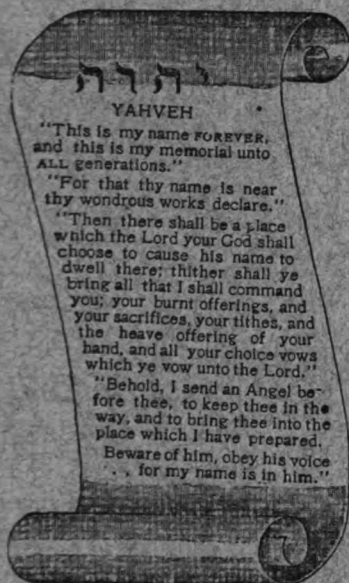 יהוה
YAHVEH
"This is my name FOREVER,
and this is my memorial unto
ALL generations."
"For that thy name is near
thy wondrous works declare."
"Then there shall be a place
which the Lord your God shall
choose to cause his name to
dwell there; thither shall ye
bring all that I shall command
you; your burnt offerings, and
your sacrifices, your tithes, and
the heave offering of your
hand, and all your choice vows
which ye vow unto the Lord."
"Behold, I send an Angel be-
fore thee, to keep thee in the
way, and to bring thee into the
place which I have prepared.
Beware of him, obey his voice
. . . for my name is in him."